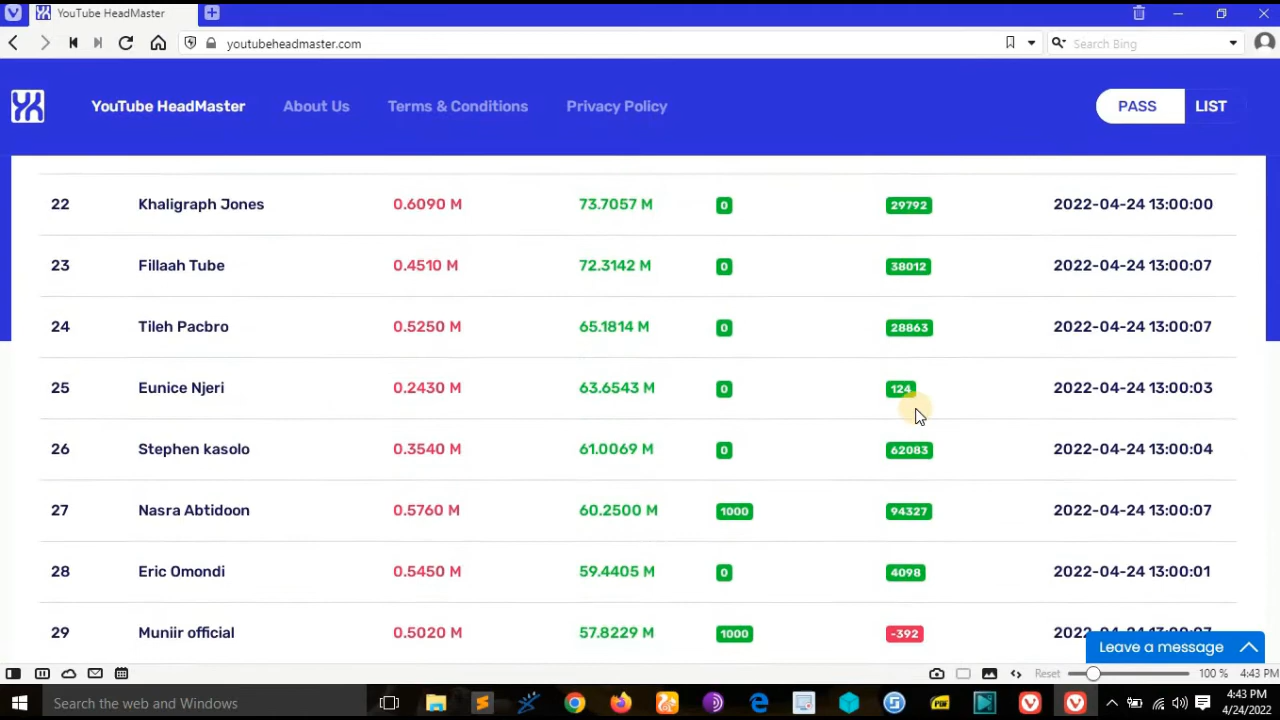 YouTube HeadMaster
youtubeheadmaster.com
Search Bing
YouTube HeadMaster About Us Terms & Conditions Privacy Policy PASS LIST
22 Khaligraph Jones 0.6090 M 73.7057 M 0 29792 2022-04-24 13:00:00
23 Fillaah Tube 0.4510 M 72.3142 M 0 38012 2022-04-24 13:00:07
24 Tileh Pacbro 0.5250 M 65.1814 M 0 28863 2022-04-24 13:00:07
25 Eunice Njeri 0.2430 M 63.6543 M 0 124 2022-04-24 13:00:03
26 Stephen kasolo 0.3540 M 61.0069 M 0 62083 2022-04-24 13:00:04
27 Nasra Abtidoon 0.5760 M 60.2500 M 1000 94327 2022-04-24 13:00:07
28 Eric Omondi 0.5450 M 59.4405 M 0 4098 2022-04-24 13:00:01
29 Muniir official 0.5020 M 57.8229 M 1000 -392
Leave a message
Reset 100 % 4:43 PM
Search the web and Windows
PDF
4:43 PM
4/24/2022